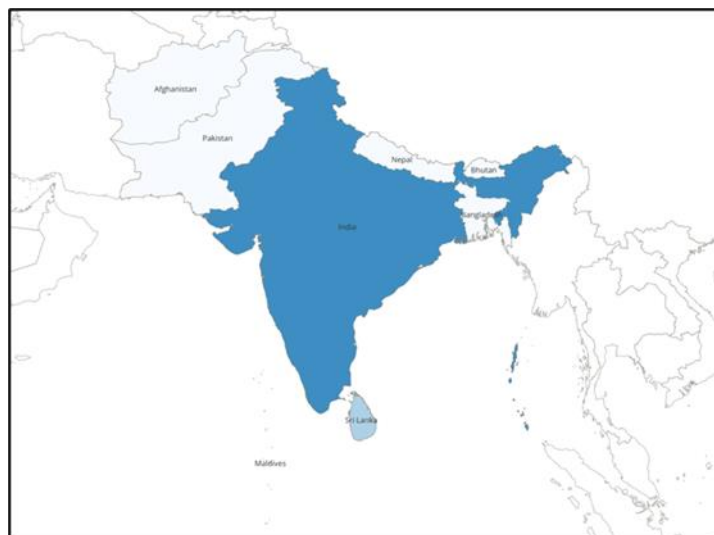 Afghanistan
Pakistan
Nepal
Bhutan
Bangladesh
India
Sri Lanka
Maldives